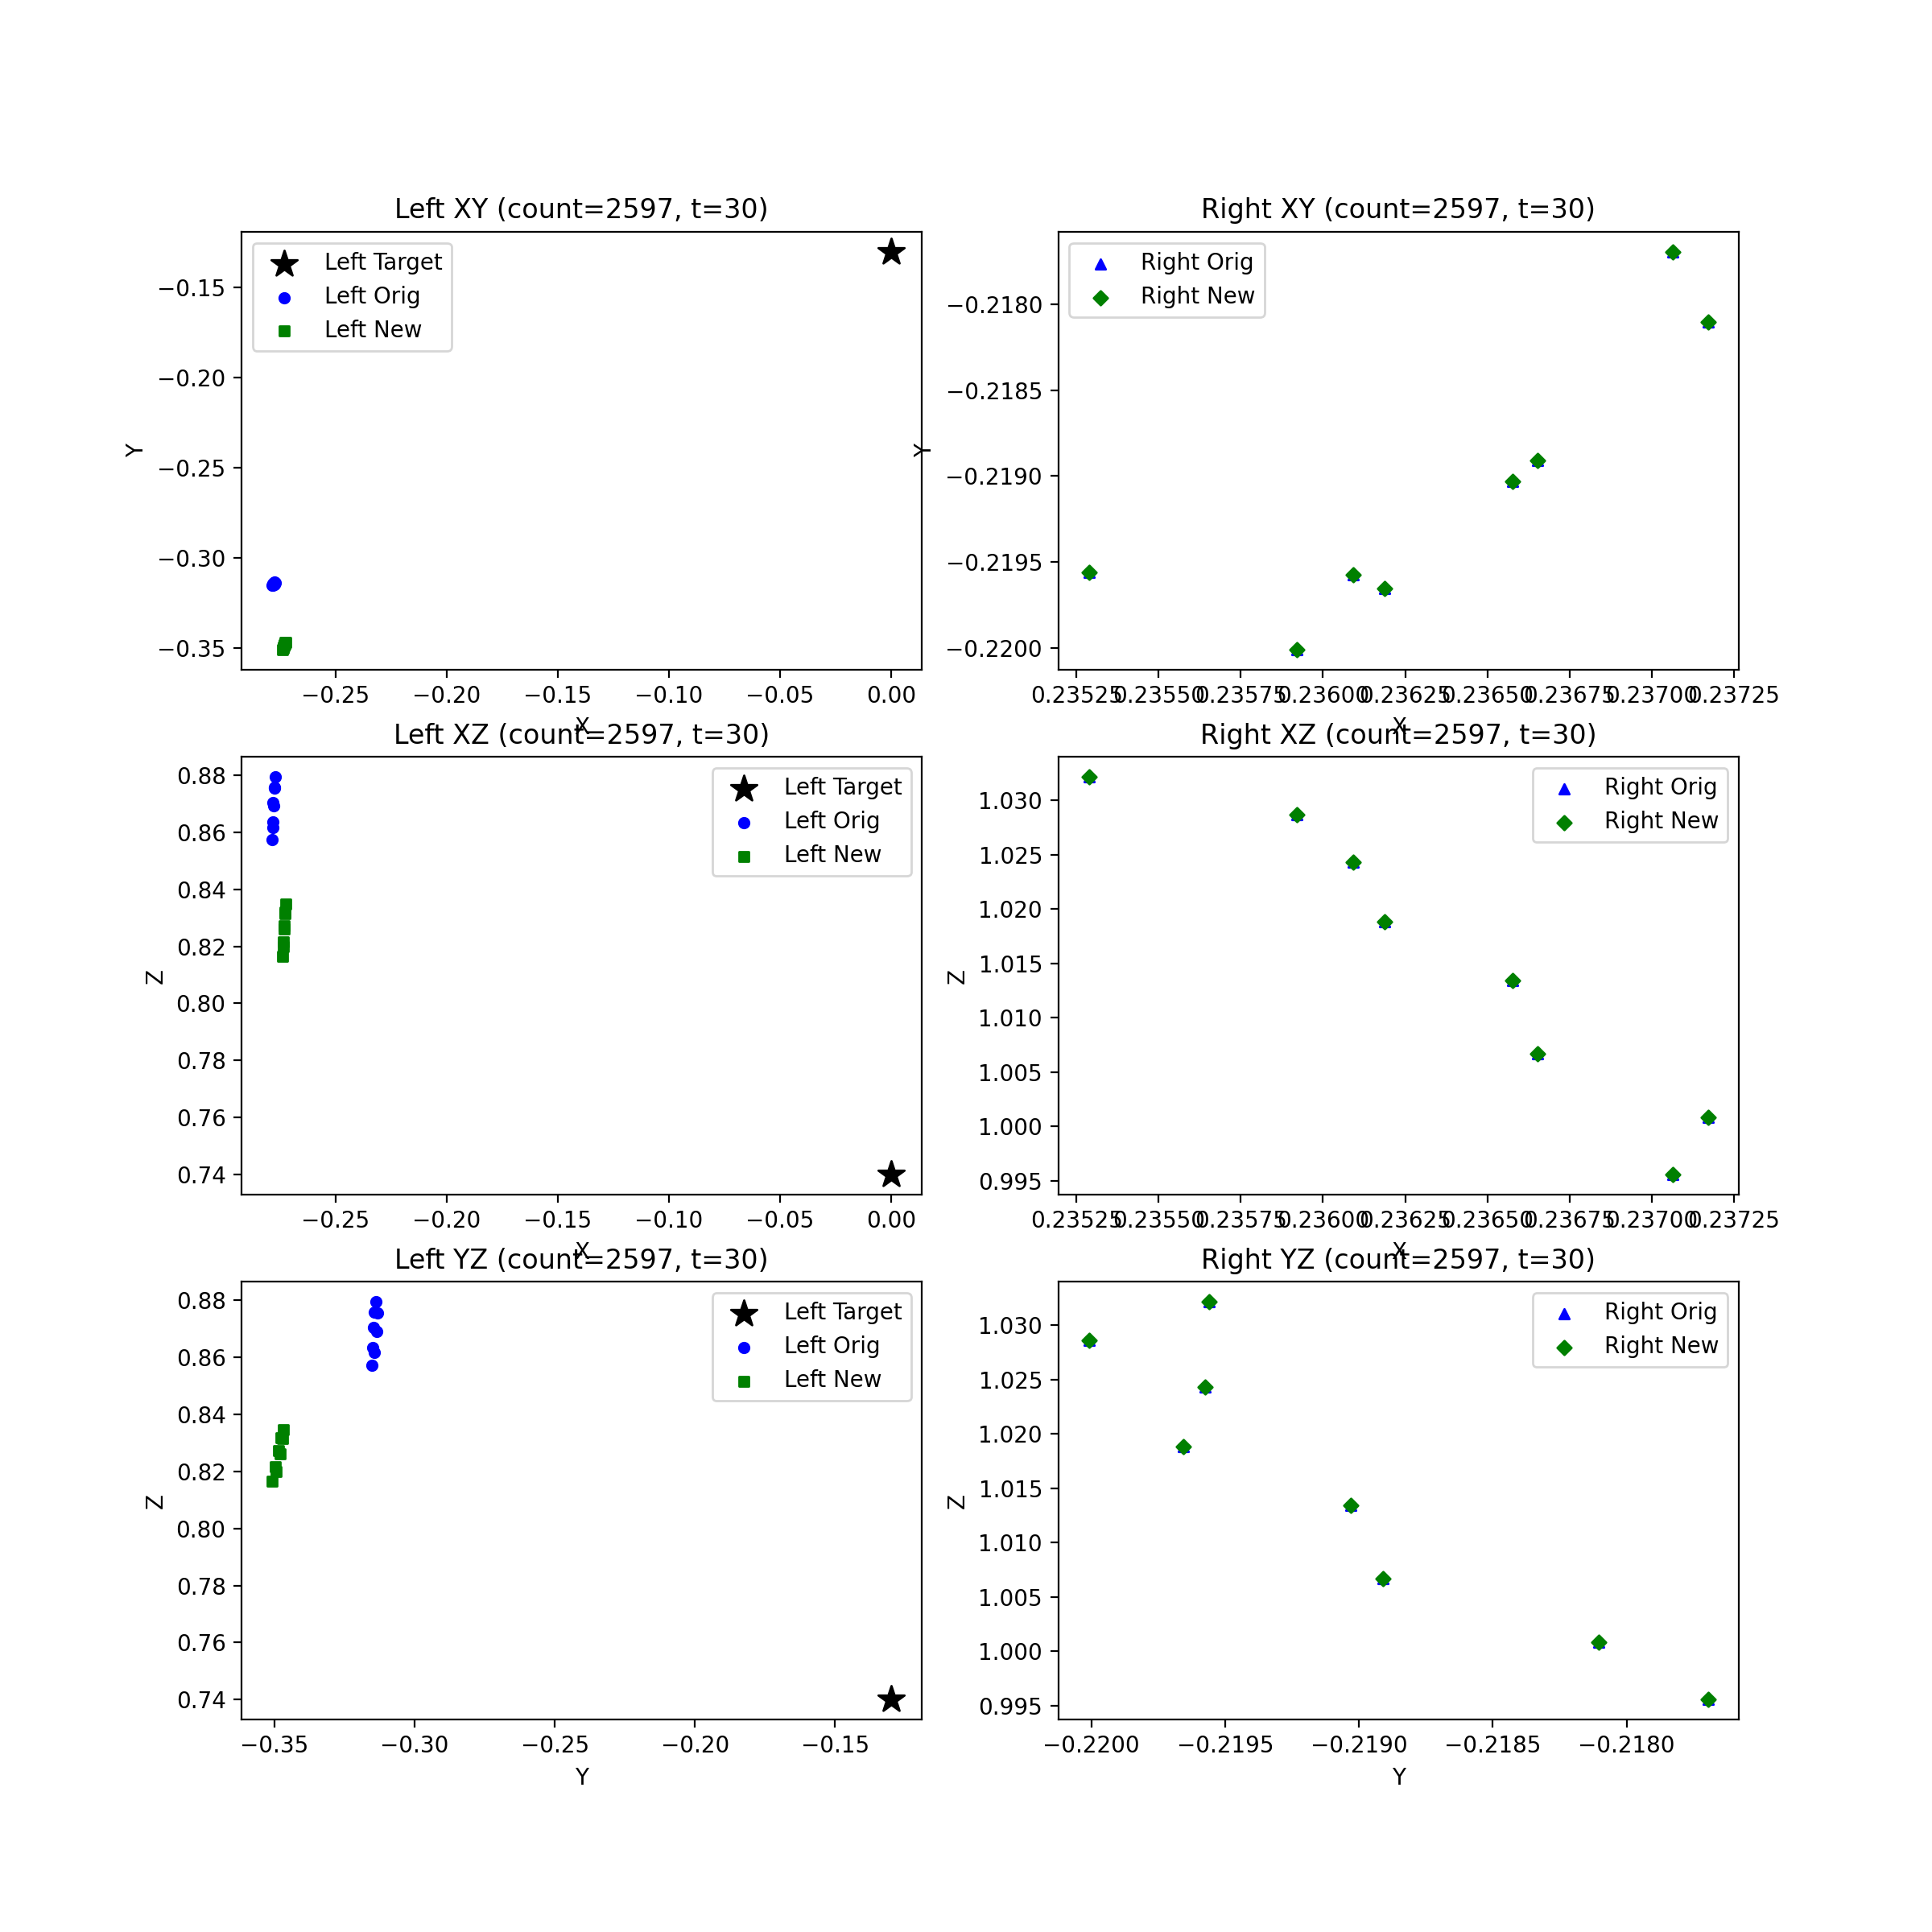 Left XY (count=2597, t=30)
Left Target
Left Orig
Left New
−0.15
−0.20
−0.25
−0.30
−0.35
Y
−0.25 −0.20 −0.15 −0.10 −0.05 0.00
X
Right XY (count=2597, t=30)
Right Orig
Right New
−0.2180
−0.2185
−0.2190
−0.2195
−0.2200
Y
0.23525 0.23550 0.23575 0.23600 0.23625 0.23650 0.23675 0.23700 0.23725
X
Left XZ (count=2597, t=30)
Left Target
Left Orig
Left New
0.88
0.86
0.84
0.82
0.80
0.78
0.76
0.74
Z
−0.25 −0.20 −0.15 −0.10 −0.05 0.00
X
Right XZ (count=2597, t=30)
Right Orig
Right New
1.030
1.025
1.020
1.015
1.010
1.005
1.000
0.995
Z
0.23525 0.23550 0.23575 0.23600 0.23625 0.23650 0.23675 0.23700 0.23725
X
Left YZ (count=2597, t=30)
Left Target
Left Orig
Left New
0.88
0.86
0.84
0.82
0.80
0.78
0.76
0.74
Z
−0.35 −0.30 −0.25 −0.20 −0.15
Y
Right YZ (count=2597, t=30)
Right Orig
Right New
1.030
1.025
1.020
1.015
1.010
1.005
1.000
0.995
Z
−0.2200 −0.2195 −0.2190 −0.2185 −0.2180
Y